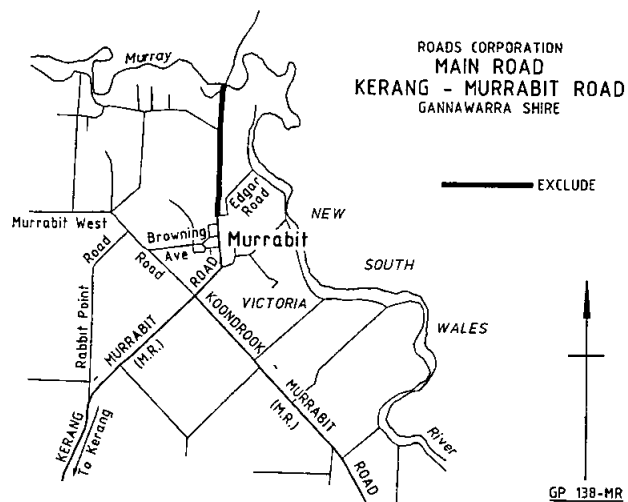 ROADS CORPORATION
MAIN ROAD
KERANG - MURRABIT ROAD
GANNAWARRA SHIRE
EXCLUDE
Murray
Edgar
Road
NEW
Murrabit West
Road
Browning
Ave
Murrabit
Road
ROAD
SOUTH
VICTORIA
WALES
KOONDROOK
Rabbit Point
MURRABIT
(M.R.)
- MURRABIT
(M.R.)
KERANG -
To Kerang
River
ROAD
GP 138-MR